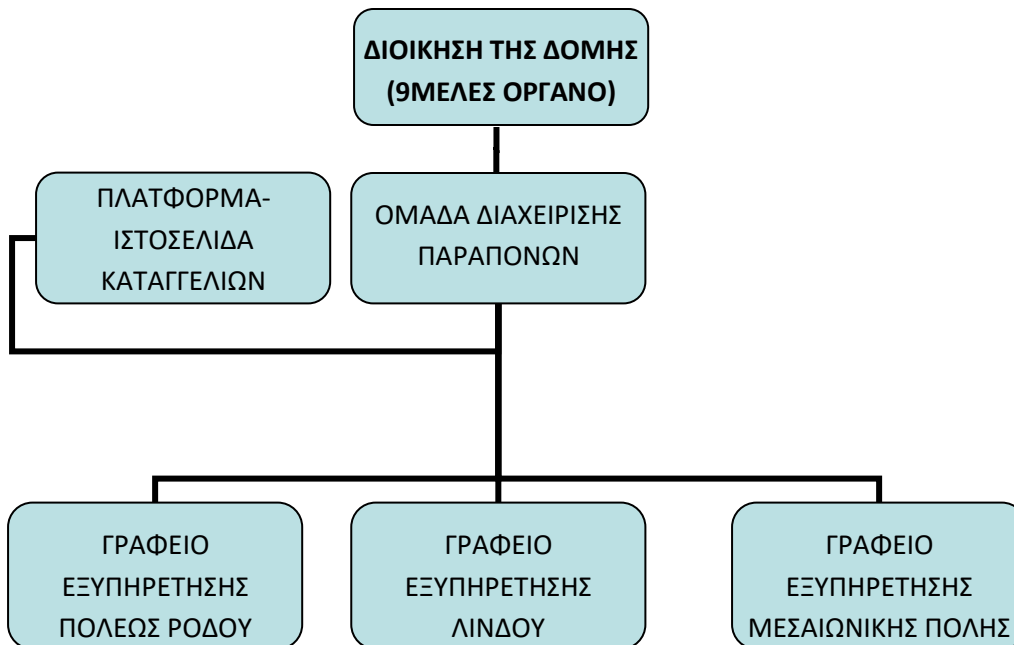 ΔΙΟΙΚΗΣΗ ΤΗΣ ΔΟΜΗΣ
(9ΜΕΛΕΣ ΟΡΓΑΝΟ)
ΠΛΑΤΦΟΡΜΑ-
ΙΣΤΟΣΕΛΙΔΑ
ΚΑΤΑΓΓΕΛΙΩΝ
ΟΜΑΔΑ ΔΙΑΧΕΙΡΙΣΗΣ
ΠΑΡΑΠΟΝΩΝ
ΓΡΑΦΕΙΟ
ΕΞΥΠΗΡΕΤΗΣΗΣ
ΠΟΛΕΩΣ ΡΟΔΟΥ
ΓΡΑΦΕΙΟ
ΕΞΥΠΗΡΕΤΗΣΗΣ
ΛΙΝΔΟΥ
ΓΡΑΦΕΙΟ
ΕΞΥΠΗΡΕΤΗΣΗΣ
ΜΕΣΑΙΩΝΙΚΗΣ ΠΟΛΗΣ